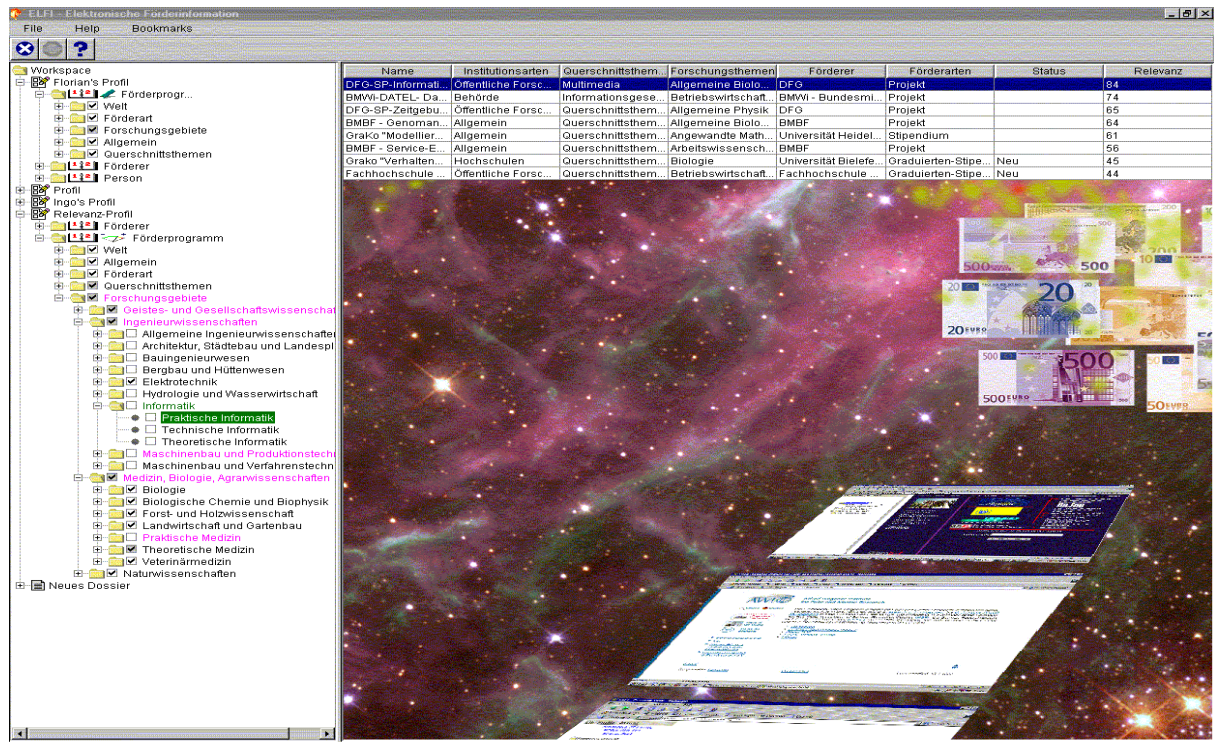 ELFI - Elektronische Förderinformation
File Help Bookmarks
Workspace
Florian's Profil
Förderprogr...
Welt
Förderart
Forschungsgebiete
Allgemein
Querschnittsthemen
Förderer
Person
Profil
Ingo's Profil
Relevanz-Profil
Förderer
Förderprogramm
Welt
Allgemein
Förderart
Querschnittsthemen
Forschungsgebiete
Geistes- und Gesellschaftswissenschaf
Ingenieurwissenschaften
Allgemeine Ingenieurwissenschafter
Architektur, Städtebau und Landespl
Bauingenieurwesen
Bergbau und Hüttenwesen
Elektrotechnik
Hydrologie und Wasserwirtschaft
Informatik
Praktische Informatik
Technische Informatik
Theoretische Informatik
Maschinenbau und Produktionstech
Maschinenbau und Verfahrenstechn
Medizin, Biologie, Agrarwissenschaften
Biologie
Biologische Chemie und Biophysik
Forst- und Holzwissenschaft
Landwirtschaft und Gartenbau
Praktische Medizin
Theoretische Medizin
Veterinärmedizin
Naturwissenschaften
Neues Dossier
Name Institutionsarten Querschnittsthem... Forschungsthemen Förderer Förderarten Status Relevanz
DFG-SP-Informati... Öffentliche Forsc... Multimedia Allgemeine Biolo... DFG Projekt 84
BMWi-DATEL- Da... Behörde Informationsgese... Betriebswirtschaft... BMWi - Bundesmi... Projekt 74
DFG-SP-Zeitgebu... Öffentliche Forsc... Querschnittsthem... Allgemeine Physik DFG Projekt 65
BMBF - Genoman... Allgemein Querschnittsthem... Allgemeine Biolo... BMBF Projekt 64
GraKo "Modellier... Allgemein Querschnittsthem... Angewandte Math... Universität Heidel... Stipendium 61
BMBF - Service-E... Allgemein Querschnittsthem... Arbeitswissensch... BMBF Projekt 56
Grako "Verhalten... Hochschulen Querschnittsthem... Biologie Universität Bielefe... Graduierten-Stipe... Neu 45
Fachhochschule ... Öffentliche Forsc... Querschnittsthem... Betriebswirtschaft... Fachhochschule ... Graduierten-Stipe... Neu 44
500
200
500 500
10
20 20
20 EURO
500 500
500 EURO
50
50 EURO